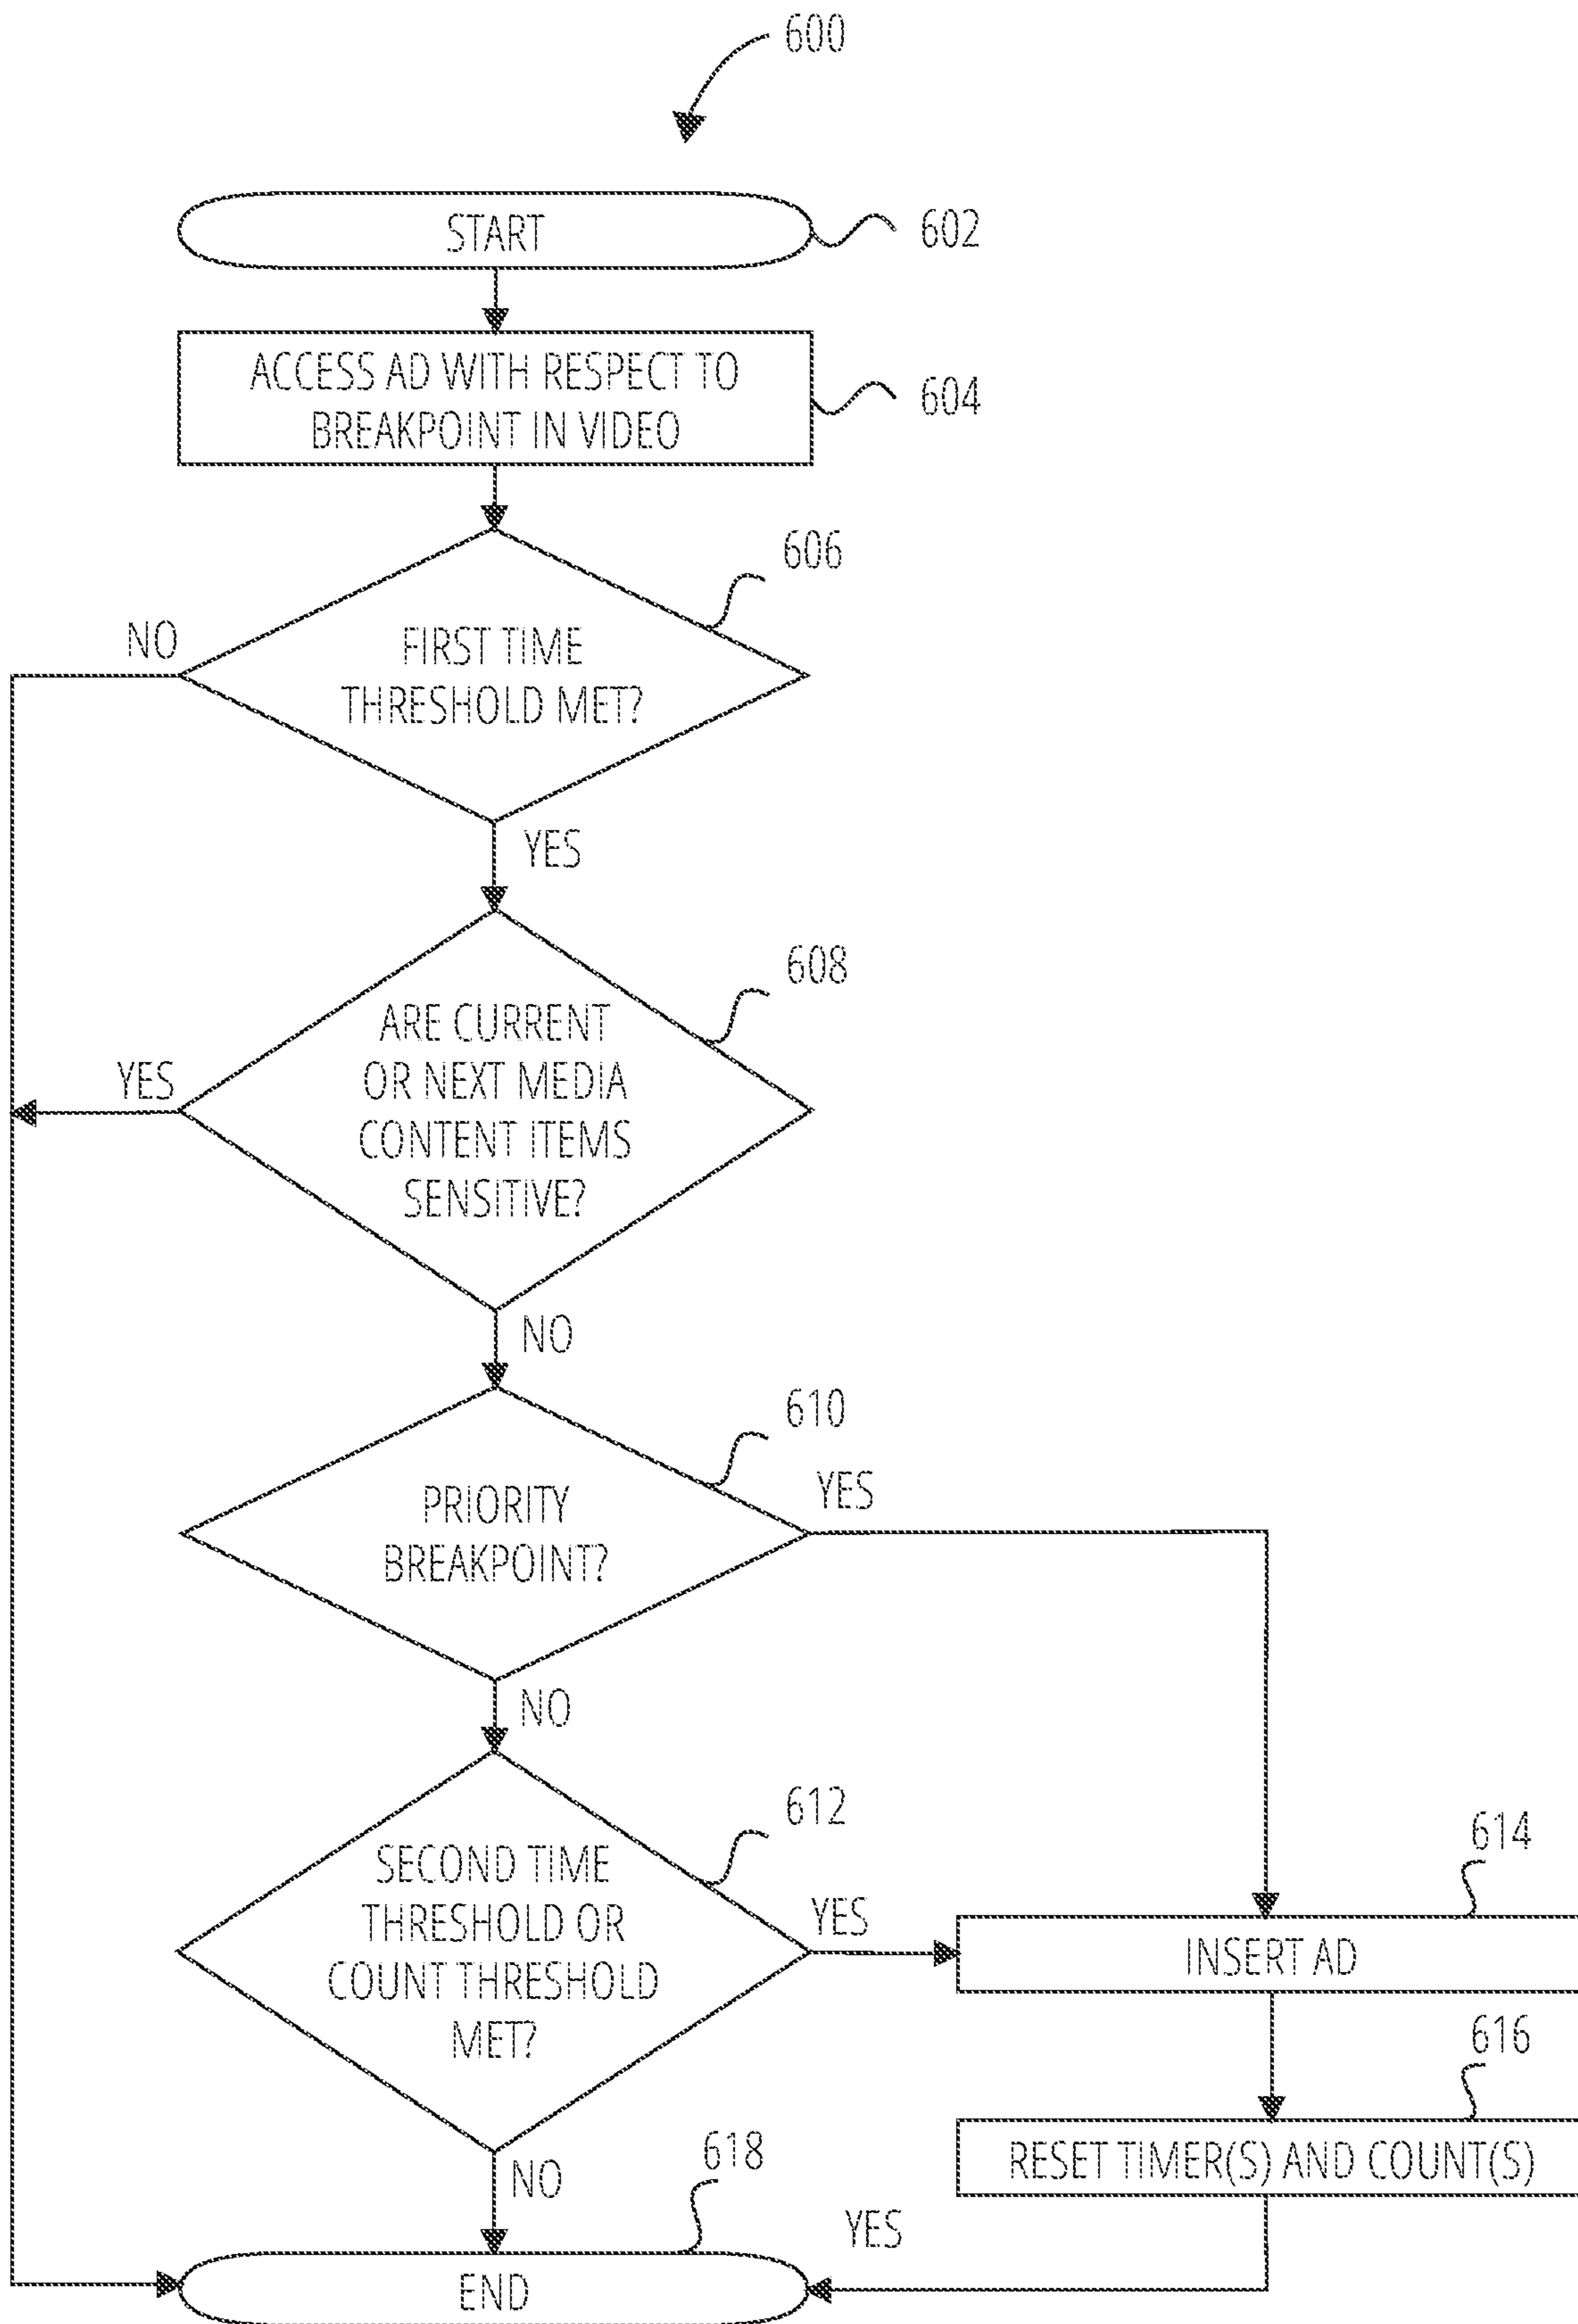 600
START
602
ACCESS AD WITH RESPECT TO
BREAKPOINT IN VIDEO
604
606
NO
FIRST TIME
THRESHOLD MET?
YES
608
ARE CURRENT
OR NEXT MEDIA
CONTENT ITEMS
SENSITIVE?
YES
NO
610
PRIORITY
BREAKPOINT?
YES
NO
612
SECOND TIME
THRESHOLD OR
COUNT THRESHOLD
MET?
YES
614
INSERT AD
616
RESET TIMER(S) AND COUNT(S)
NO
618
YES
END